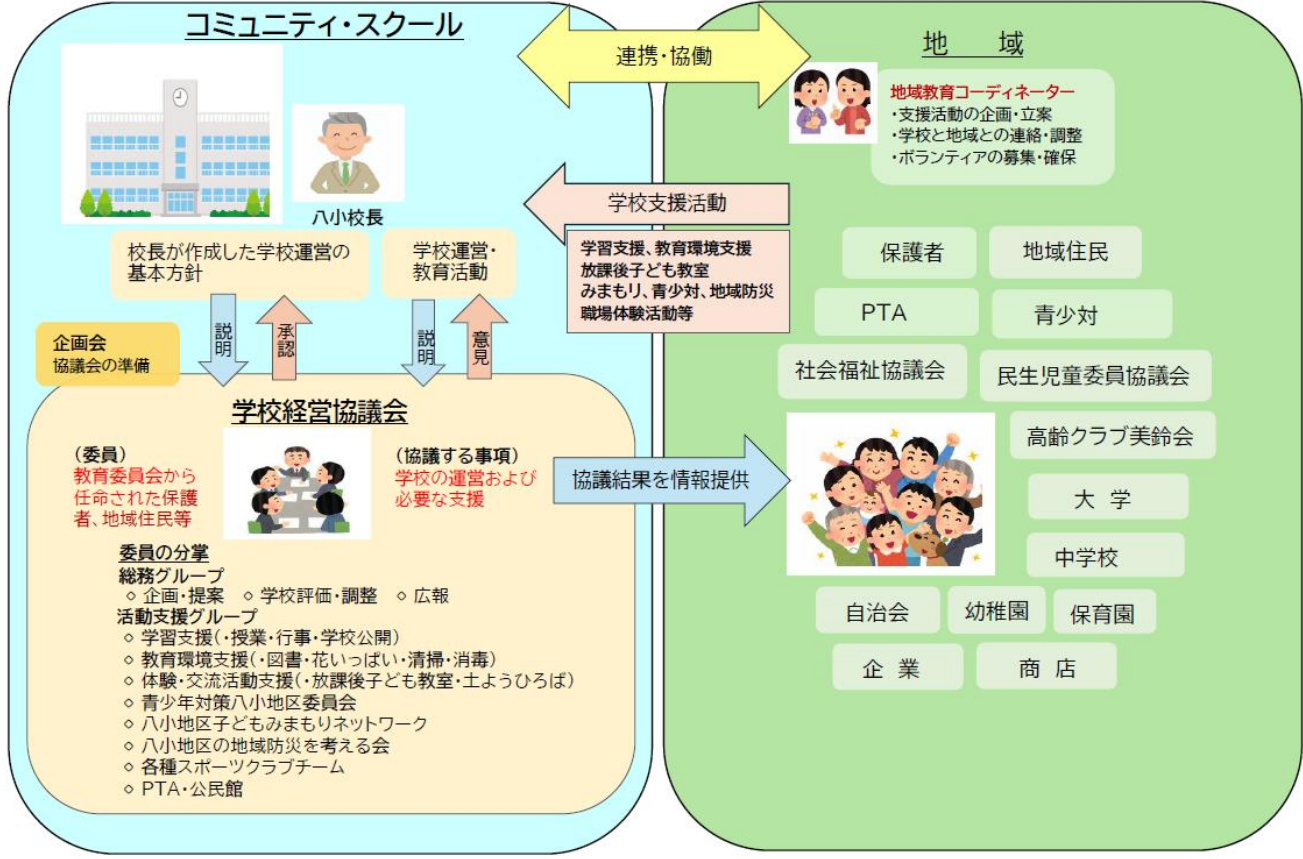 コミュニティ・スクール
八小校長
校長が作成した学校運営の
基本方針
学校運営・
教育活動
説明
承認
説明
意見
企画会
協議会の準備
学校経営協議会
(委員)
教育委員会から
任命された保護
者、地域住民等
(協議する事項)
学校の運営および
必要な支援
委員の分掌
総務グループ
○ 企画・提案 ○ 学校評価・調整 ○ 広報
活動支援グループ
○ 学習支援(・授業・行事・学校公開)
○ 教育環境支援(・図書・花いっぱい・清掃・消毒)
○ 体験・交流活動支援(・放課後子ども教室・土ようひろば)
○ 青少年対策八小地区委員会
○ 八小地区子どもみまもりネットワーク
○ 八小地区の地域防災を考える会
○ 各種スポーツクラブチーム
○ PTA・公民館
連携・協働
学校支援活動
学習支援、教育環境支援
放課後子ども教室
みまもり、青少対、地域防災
職場体験活動等
協議結果を情報提供
地 域
地域教育コーディネーター
・支援活動の企画・立案
・学校と地域との連絡・調整
・ボランティアの募集・確保
保護者
地域住民
PTA
青少対
社会福祉協議会
民生児童委員協議会
高齢クラブ美鈴会
大 学
中学校
自治会
幼稚園
保育園
企 業
商 店